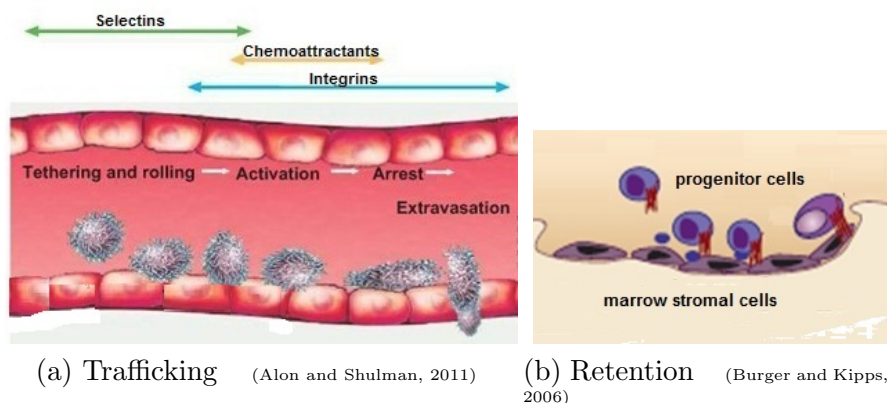 Selectins
Chemoattractants
Integrins
Tethering and rolling
Activation
Arrest
Extravasation
progenitor cells
marrow stromal cells
(a) Trafficking (Alon and Shulman, 2011)
(b) Retention (Burger and Kipps,
2006)